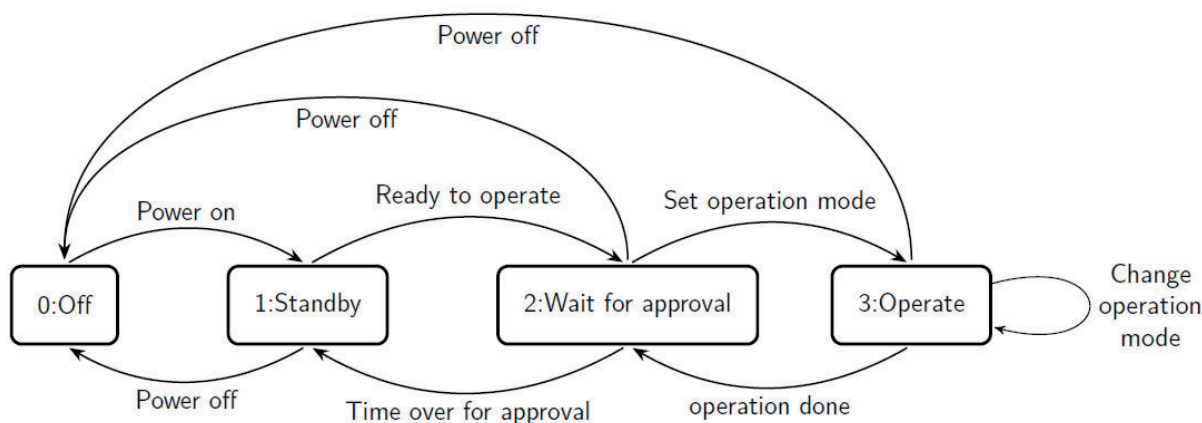 Power off
Power off
Ready to operate
Set operation mode
Power on
0:Off
1:Standby
2:Wait for approval
3:Operate
Change
operation
mode
Power off
Time over for approval
operation done